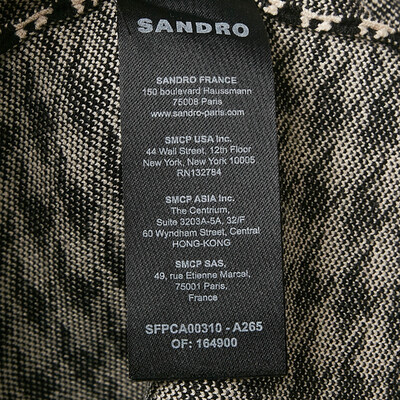 SANDRO
SANDRO FRANCE
150 boulevard Haussmann
75008 Paris
www.sandro-paris.com
SMCP USA Inc.
44 Wall Street, 12th Floor
New York, New York 10005
RN132784
SMCP ASIA Inc.
The Centrium,
Suite 3203A-5A, 32/F
60 Wyndham Street, Central
HONG-KONG
SMCP SAS,
49, rue Etienne Marcel,
75001 Paris,
France
SFPCA00310 - A265
OF: 164900